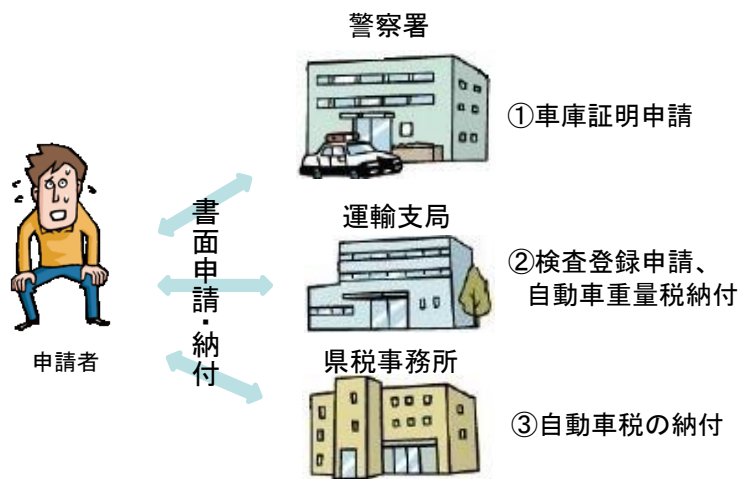 警察署
①車庫証明申請
運輸支局
②検査登録申請、
自動車重量税納付
県税事務所
③自動車税の納付
書面申請・納付
申請者